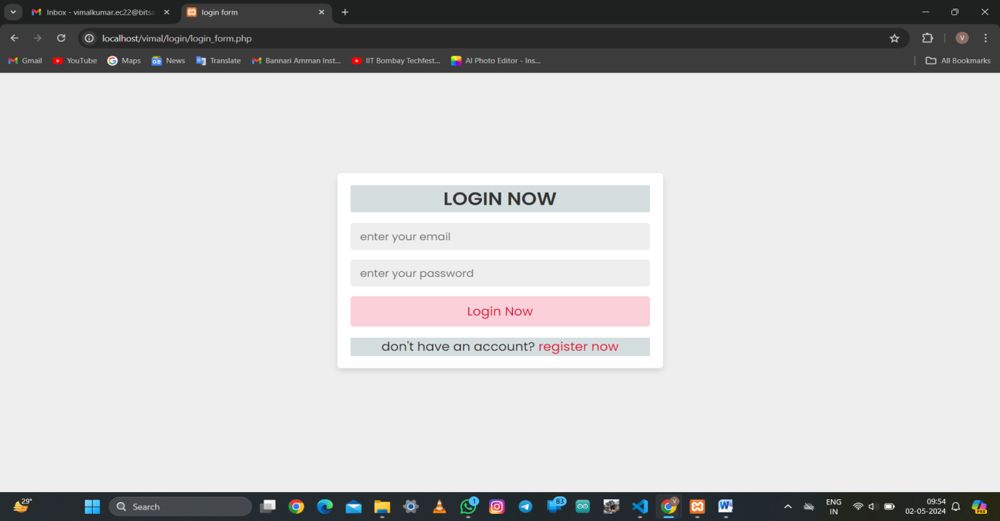 Inbox - vimalkumar.ec22@bitsa
login form
localhost/vimal/login/login_form.php
V
Gmail
YouTube
Maps
News
Translate
Bannari Amman Inst...
IIT Bombay Techfest...
AI Photo Editor - Ins...
All Bookmarks
LOGIN NOW
enter your email
enter your password
Login Now
don't have an account? register now
29°
Search
1
83
V
ENG
IN
09:54
02-05-2024
PRE